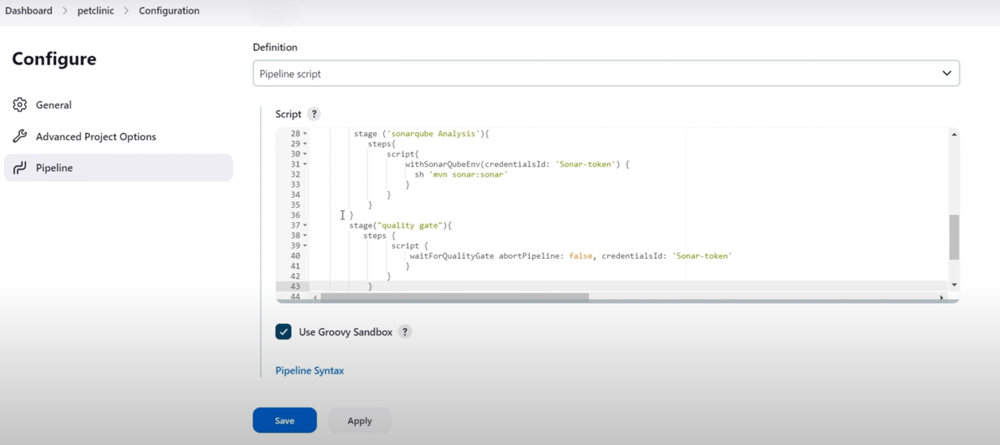 Dashboard > petclinic > Configuration
Configure
General
Advanced Project Options
Pipeline
Definition
Pipeline script
Script ?
28 stage ('sonarqube Analysis'){
29 steps{
30 script{
31 withSonarQubeEnv(credentialsId: 'Sonar-token') {
32 sh 'mvn sonar:sonar'
33 }
34 }
35 }
36 }
37 stage("quality gate"){
38 steps {
39 script {
40 waitForQualityGate abortPipeline: false, credentialsId: 'Sonar-token'
41 }
42 }
43 }
44
Use Groovy Sandbox ?
Pipeline Syntax
Save Apply